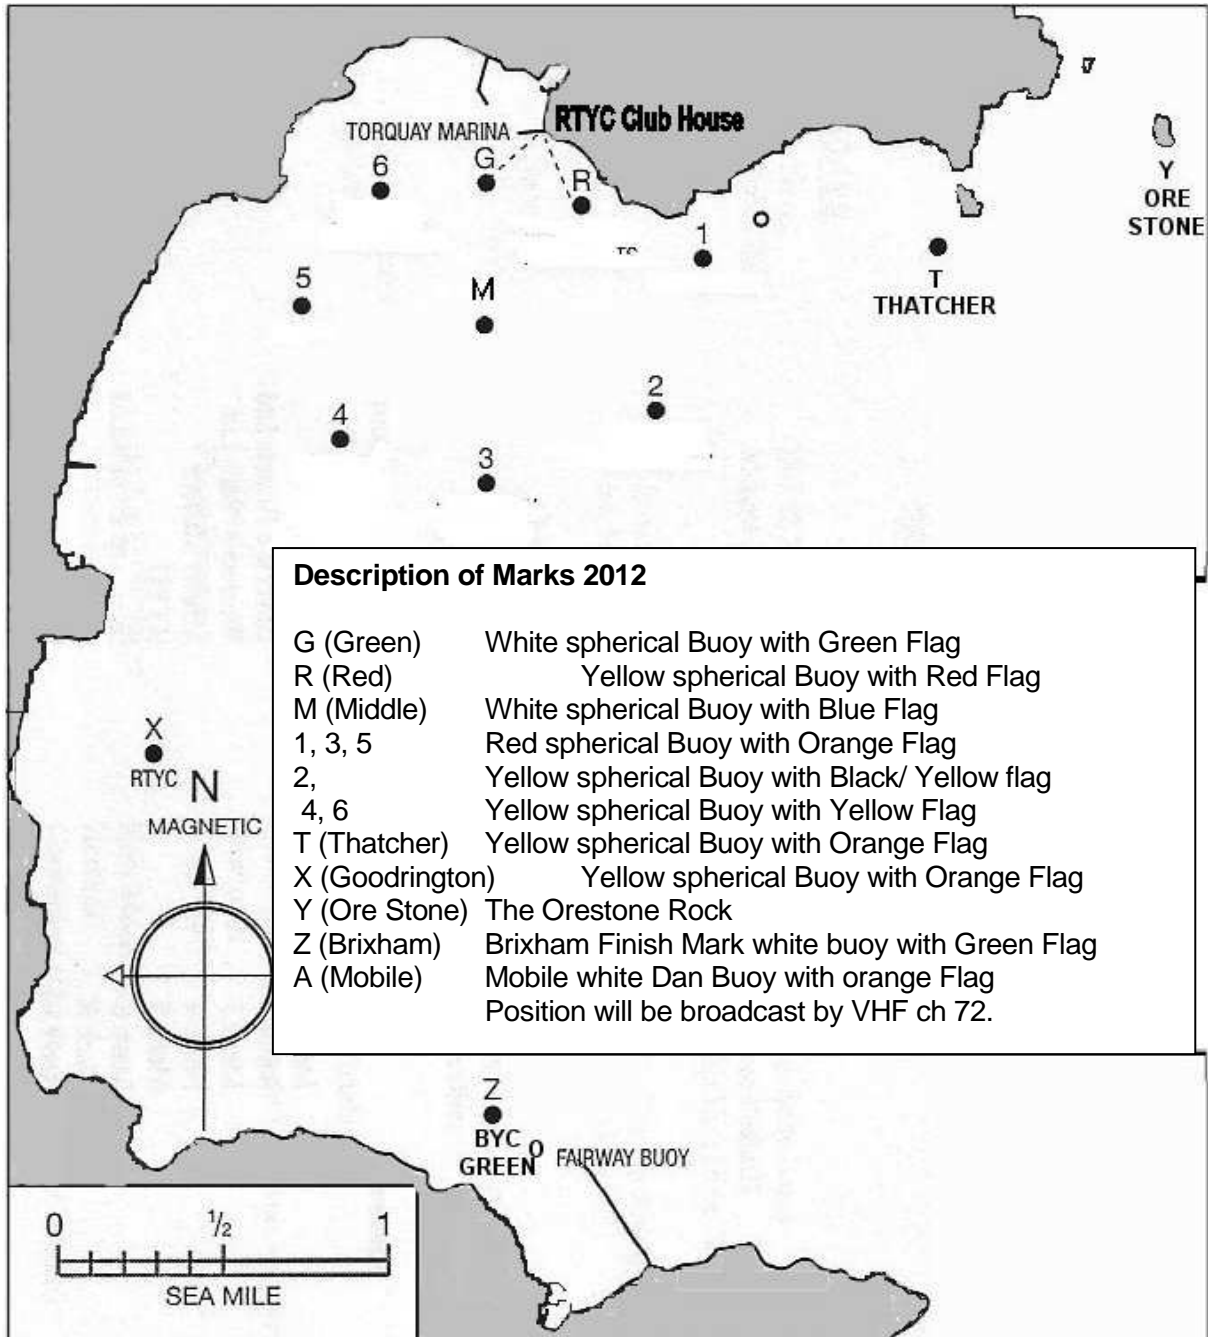 RTYC Club House
TORQUAY MARINA
6
G
R
Y
ORE
STONE
1
T
THATCHER
5
M
2
4
3
Description of Marks 2012
G (Green) White spherical Buoy with Green Flag
R (Red) Yellow spherical Buoy with Red Flag
M (Middle) White spherical Buoy with Blue Flag
1, 3, 5 Red spherical Buoy with Orange Flag
2, Yellow spherical Buoy with Black/ Yellow flag
4, 6 Yellow spherical Buoy with Yellow Flag
T (Thatcher) Yellow spherical Buoy with Orange Flag
X (Goodrington) Yellow spherical Buoy with Orange Flag
Y (Ore Stone) The Orestone Rock
Z (Brixham) Brixham Finish Mark white buoy with Green Flag
A (Mobile) Mobile white Dan Buoy with orange Flag
Position will be broadcast by VHF ch 72.
X
RTYC
N
MAGNETIC
Z
BYC
GREEN
FAIRWAY BUOY
0 ½ 1
SEA MILE